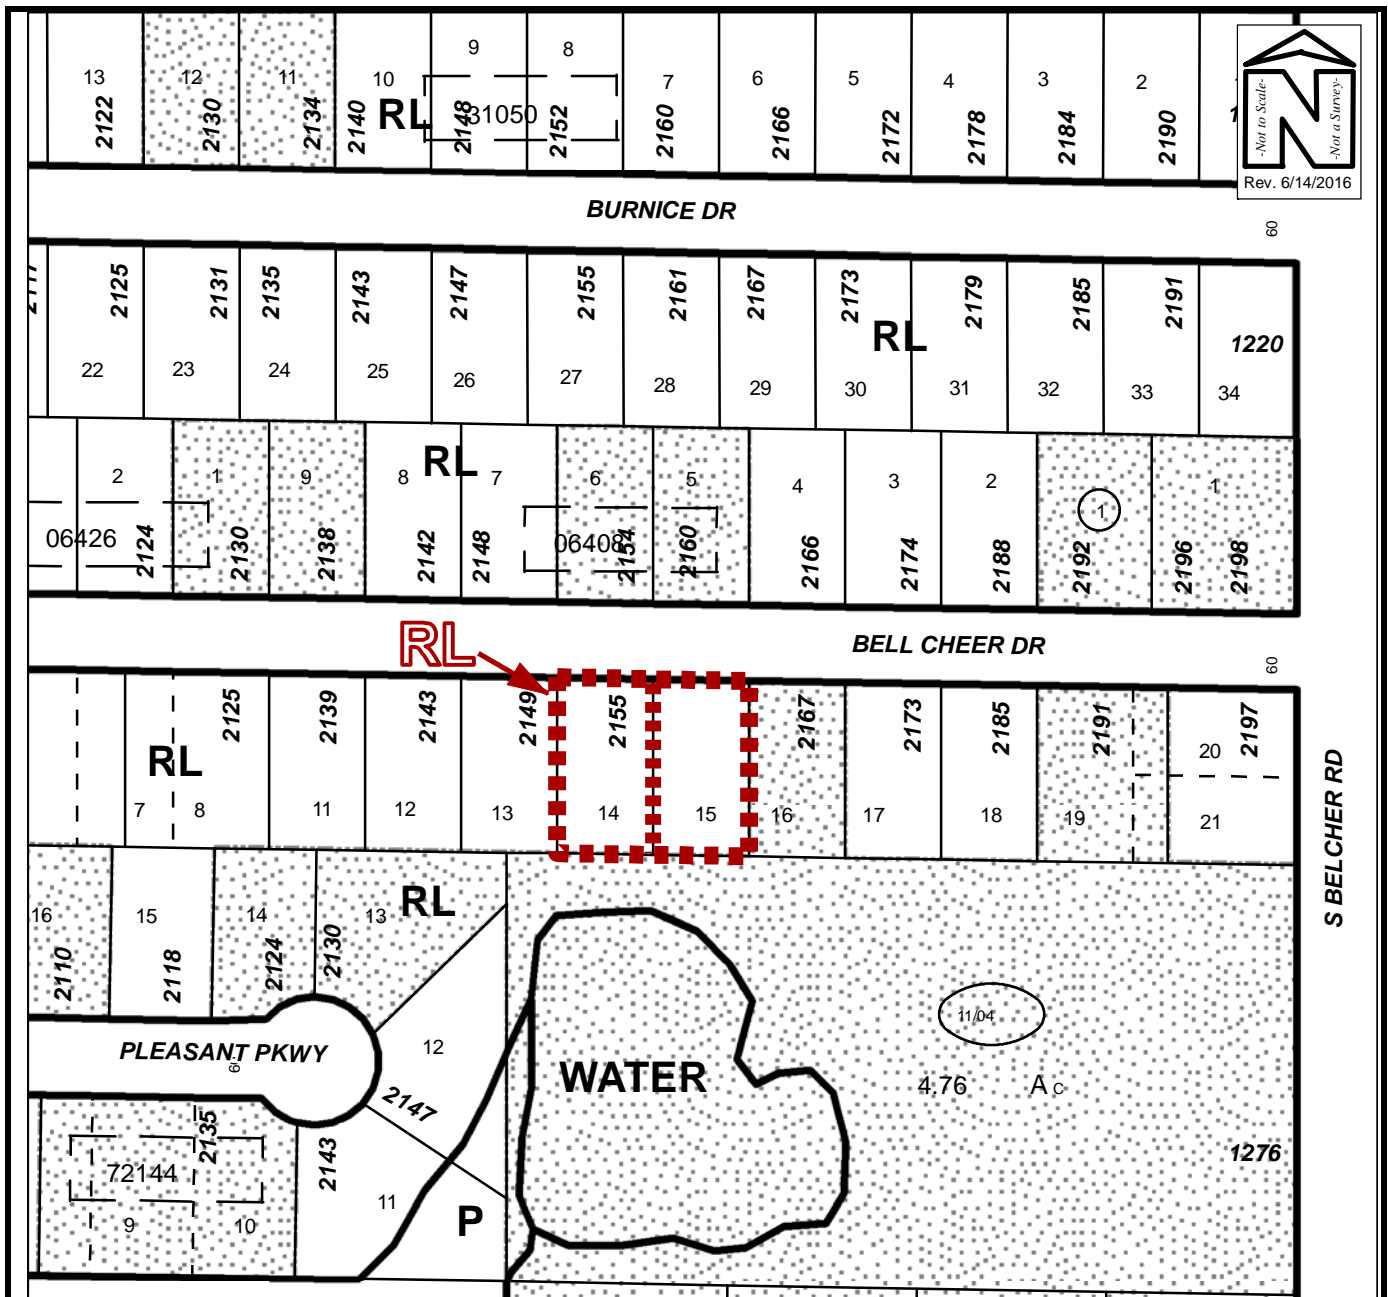 9 8
13 12 11 10 7 6 5 4 3 2
2122 2130 2134 2140 RL 2148 31050 2152 2160 2166 2172 2178 2184 2190
-Not to Scale- N -Not a Survey-
Rev. 6/14/2016
BURNICE DR
60
2125 2131 2135 2143 2147 2155 2161 2167 2173 2179 2185 2191
RL
1220
22 23 24 25 26 27 28 29 30 31 32 33 34
2 1 9 8 RL 7 6 5 4 3 2 1 1
06426 2124 2130 2138 2142 2148 06408 2154 2160 2166 2174 2188 2192 2196 2198
RL
BELL CHEER DR
60
2125 2139 2143 2149 2155 2167 2173 2185 2191 2197
RL
20
7 8 11 12 13 14 15 16 17 18 19 21
S BELCHER RD
16 15 14 13 RL
2110 2118 2124 2130
11/04
PLEASANT PKWY
60
12
WATER
4.76 A C
2147
2135
2143
1276
72144
9 10 11
P